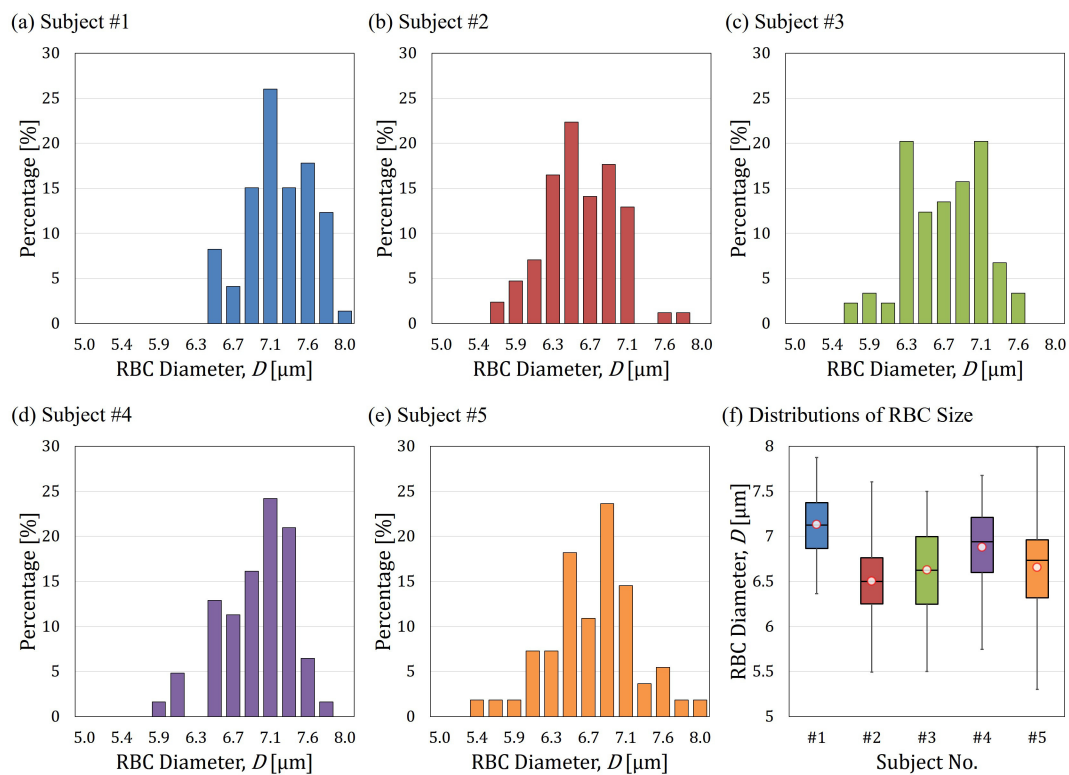 (a) Subject #1
30
25
20
15
10
5
0
Percentage [%]
5.0 5.4 5.9 6.3 6.7 7.1 7.6 8.0
RBC Diameter, D [μm]
(b) Subject #2
30
25
20
15
10
5
0
Percentage [%]
5.0 5.4 5.9 6.3 6.7 7.1 7.6 8.0
RBC Diameter, D [μm]
(c) Subject #3
30
25
20
15
10
5
0
Percentage [%]
5.0 5.4 5.9 6.3 6.7 7.1 7.6 8.0
RBC Diameter, D [μm]
(d) Subject #4
30
25
20
15
10
5
0
Percentage [%]
5.0 5.4 5.9 6.3 6.7 7.1 7.6 8.0
RBC Diameter, D [μm]
(e) Subject #5
30
25
20
15
10
5
0
Percentage [%]
5.0 5.4 5.9 6.3 6.7 7.1 7.6 8.0
RBC Diameter, D [μm]
(f) Distributions of RBC Size
8
7.5
7
6.5
6
5.5
5
RBC Diameter, D [μm]
#1 #2 #3 #4 #5
Subject No.